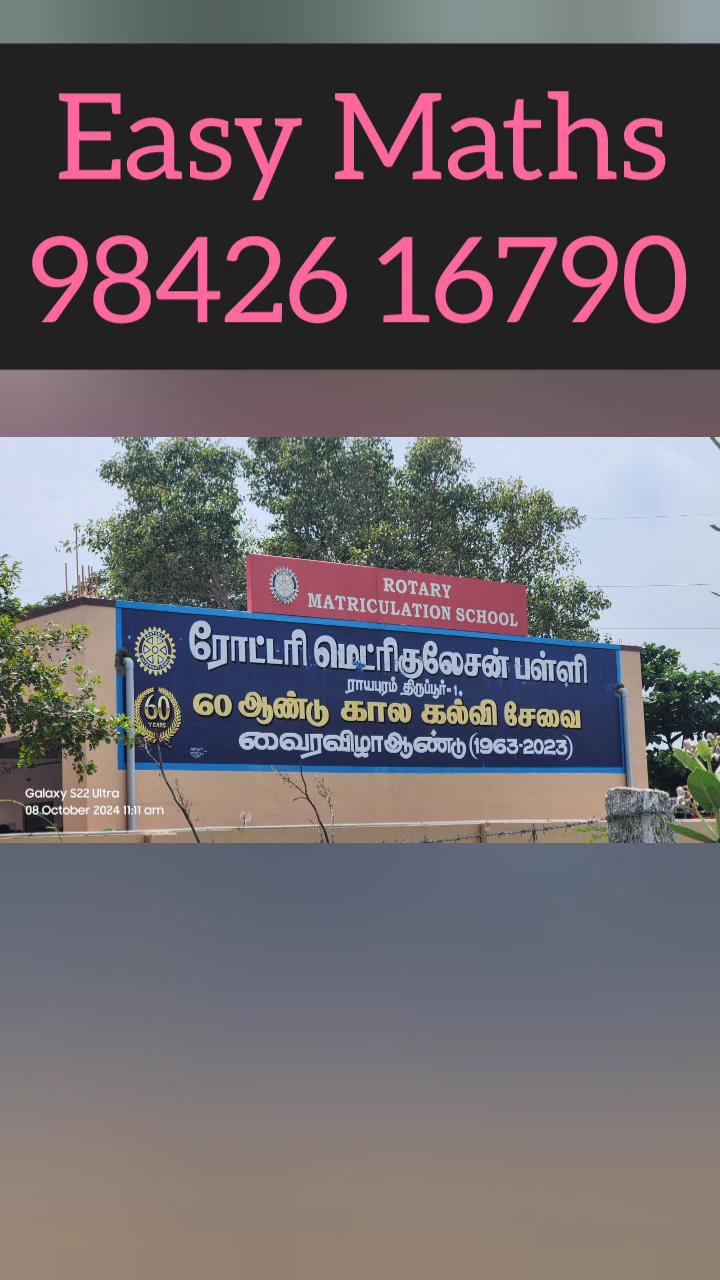 Easy Maths
98426 16790
ROTARY
MATRICULATION SCHOOL
ரோட்டரி மெட்ரிகுலேசன் பள்ளி
ராயபுரம் திருப்பூர்-1.
60 ஆண்டு கால கல்வி சேவை
வைரவிழாஆண்டு (1963-2023)
60
YEARS
Galaxy S22 Ultra
08 October 2024 11:11 am